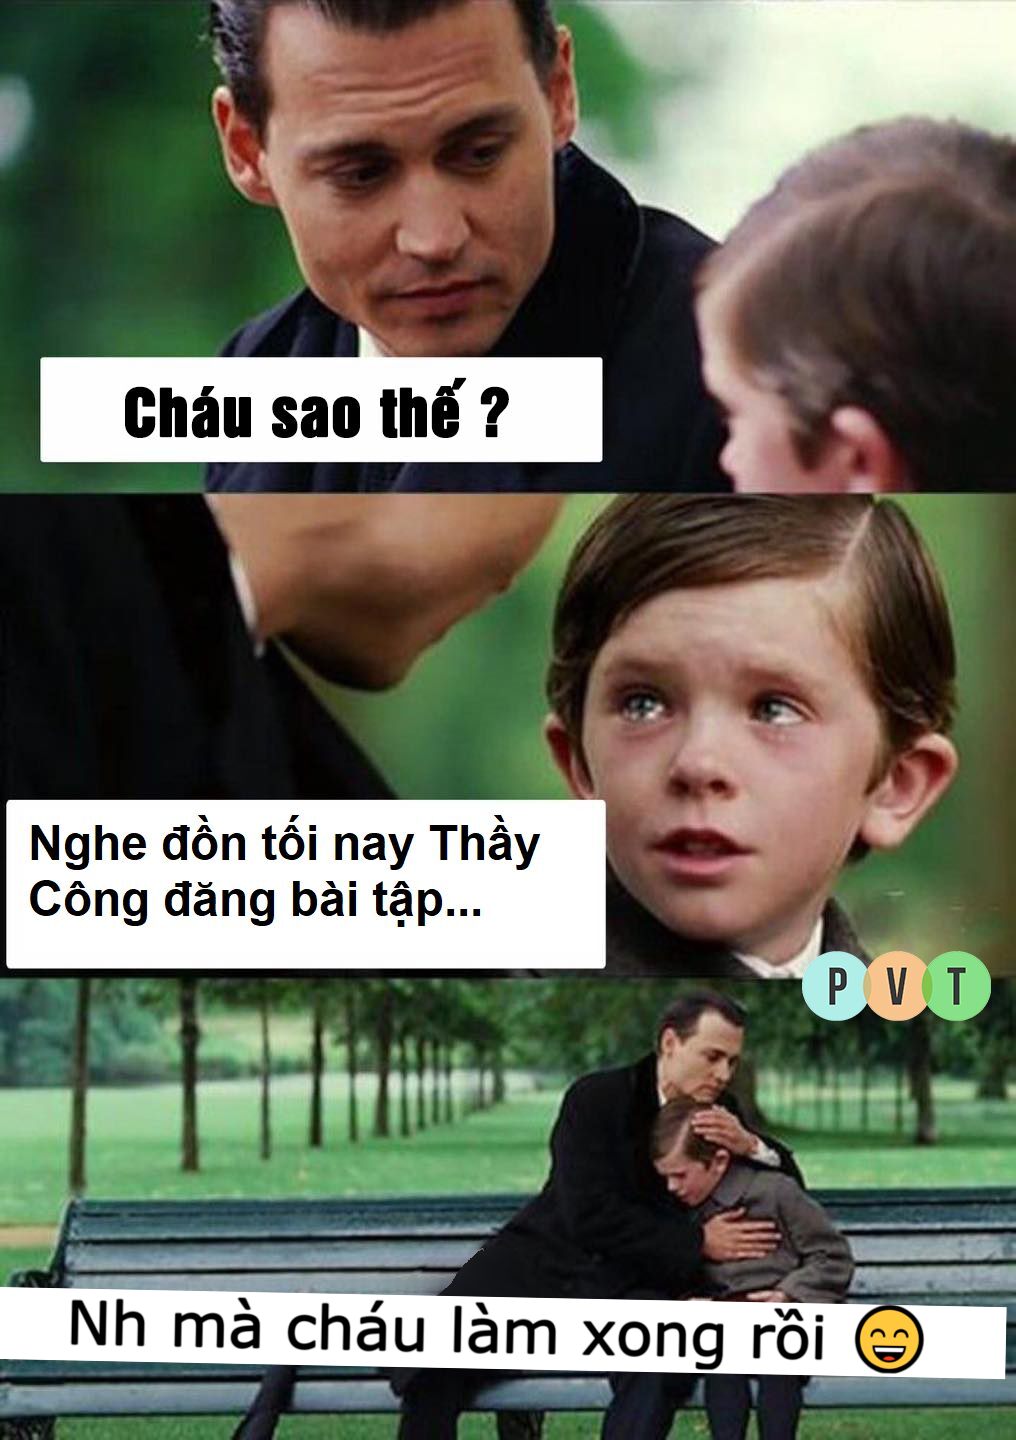 Cháu sao thế ?
Nghe đồn tối nay Thầy
Công đăng bài tập...
P V T
Nh mà cháu làm xong rồi 😄